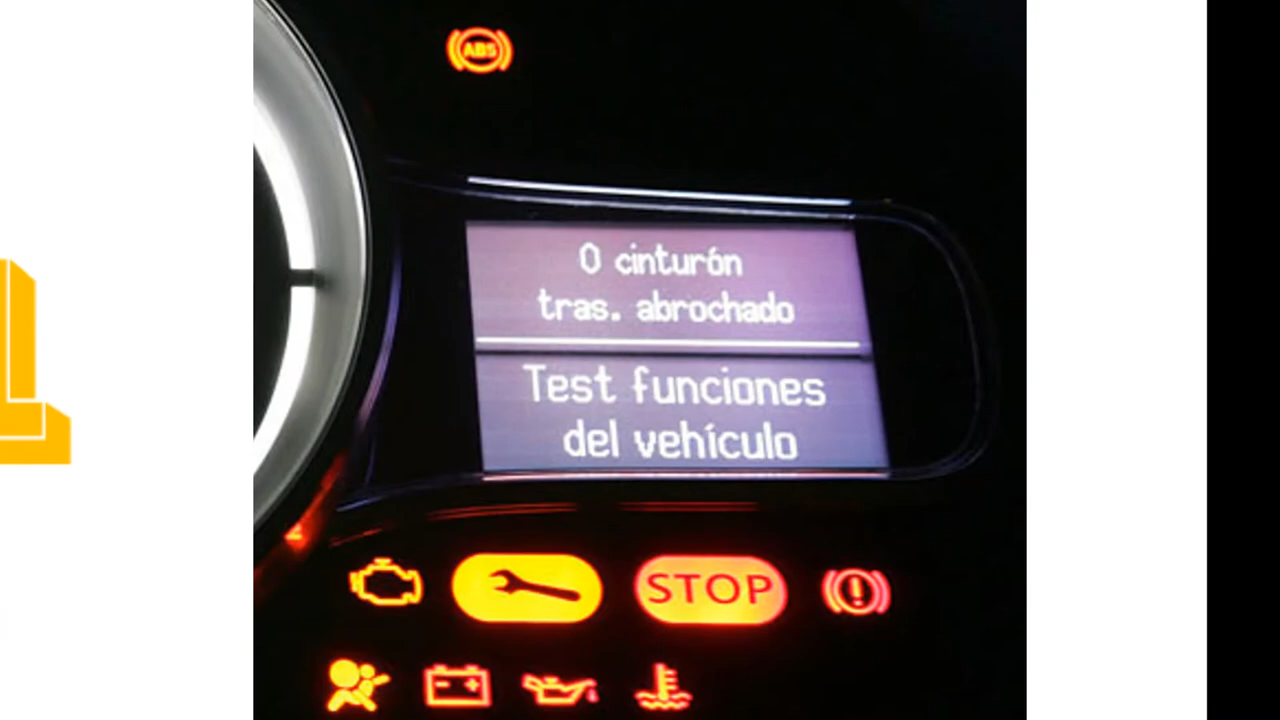 ABS
0 cinturón
tras. abrochado
Test funciones
del vehículo
STOP